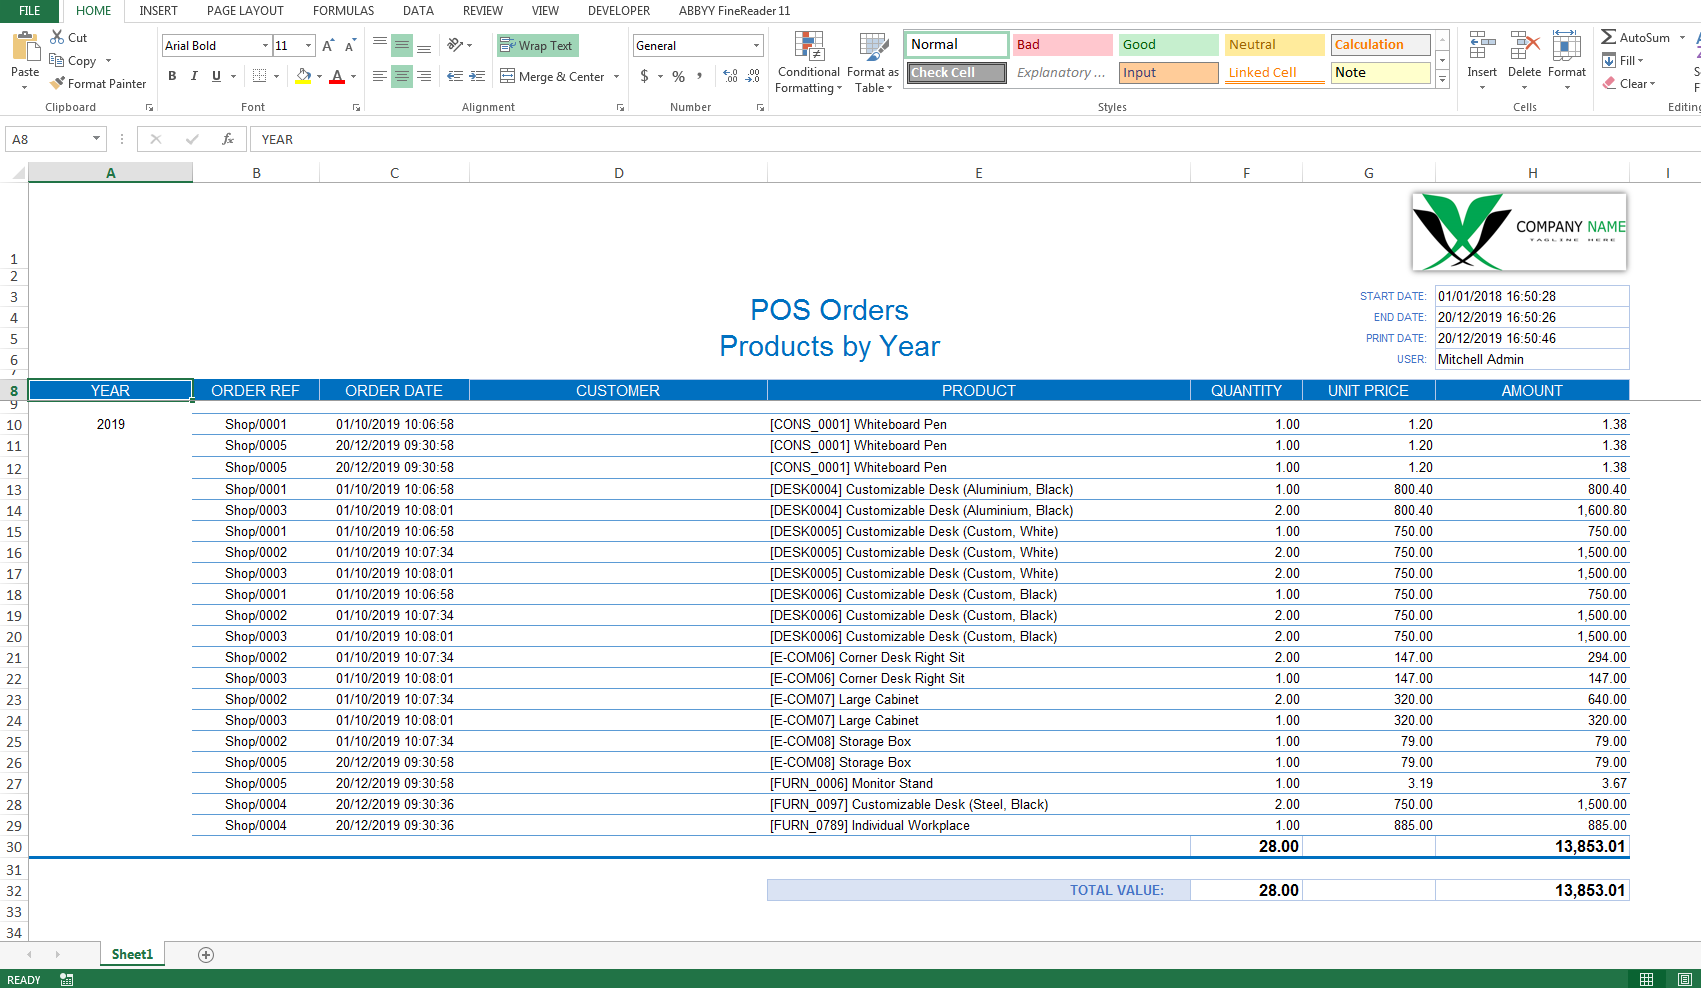 FILE HOME INSERT PAGE LAYOUT FORMULAS DATA REVIEW VIEW DEVELOPER ABBYY FineReader 11
Cut
Copy
Format Painter
Paste
Clipboard
Arial Bold 11
B I U
Font
Wrap Text
Merge & Center
Alignment
General
$ % ,
Number
Conditional Formatting
Format as Table
Normal Bad Good Neutral Calculation
Check Cell Explanatory ... Input Linked Cell Note
Styles
Insert Delete Format
Cells
AutoSum
Fill
Clear
Editing
A8 fx YEAR
A B C D E F G H I
1 COMPANY NAME
TAGLINE HERE
2
3 START DATE: 01/01/2018 16:50:28
POS Orders
4 END DATE: 20/12/2019 16:50:26
5 PRINT DATE: 20/12/2019 16:50:46
Products by Year
6 USER: Mitchell Admin
7
8 YEAR ORDER REF ORDER DATE CUSTOMER PRODUCT QUANTITY UNIT PRICE AMOUNT
9
10 2019 Shop/0001 01/10/2019 10:06:58 [CONS_0001] Whiteboard Pen 1.00 1.20 1.38
11 Shop/0005 20/12/2019 09:30:58 [CONS_0001] Whiteboard Pen 1.00 1.20 1.38
12 Shop/0005 20/12/2019 09:30:58 [CONS_0001] Whiteboard Pen 1.00 1.20 1.38
13 Shop/0001 01/10/2019 10:06:58 [DESK0004] Customizable Desk (Aluminium, Black) 1.00 800.40 800.40
14 Shop/0003 01/10/2019 10:08:01 [DESK0004] Customizable Desk (Aluminium, Black) 2.00 800.40 1,600.80
15 Shop/0001 01/10/2019 10:06:58 [DESK0005] Customizable Desk (Custom, White) 1.00 750.00 750.00
16 Shop/0002 01/10/2019 10:07:34 [DESK0005] Customizable Desk (Custom, White) 2.00 750.00 1,500.00
17 Shop/0003 01/10/2019 10:08:01 [DESK0005] Customizable Desk (Custom, White) 2.00 750.00 1,500.00
18 Shop/0001 01/10/2019 10:06:58 [DESK0006] Customizable Desk (Custom, Black) 1.00 750.00 750.00
19 Shop/0002 01/10/2019 10:07:34 [DESK0006] Customizable Desk (Custom, Black) 2.00 750.00 1,500.00
20 Shop/0003 01/10/2019 10:08:01 [DESK0006] Customizable Desk (Custom, Black) 2.00 750.00 1,500.00
21 Shop/0002 01/10/2019 10:07:34 [E-COM06] Corner Desk Right Sit 2.00 147.00 294.00
22 Shop/0003 01/10/2019 10:08:01 [E-COM06] Corner Desk Right Sit 1.00 147.00 147.00
23 Shop/0002 01/10/2019 10:07:34 [E-COM07] Large Cabinet 2.00 320.00 640.00
24 Shop/0003 01/10/2019 10:08:01 [E-COM07] Large Cabinet 1.00 320.00 320.00
25 Shop/0002 01/10/2019 10:07:34 [E-COM08] Storage Box 1.00 79.00 79.00
26 Shop/0005 20/12/2019 09:30:58 [E-COM08] Storage Box 1.00 79.00 79.00
27 Shop/0005 20/12/2019 09:30:58 [FURN_0006] Monitor Stand 1.00 3.19 3.67
28 Shop/0004 20/12/2019 09:30:36 [FURN_0097] Customizable Desk (Steel, Black) 2.00 750.00 1,500.00
29 Shop/0004 20/12/2019 09:30:36 [FURN_0789] Individual Workplace 1.00 885.00 885.00
30 28.00 13,853.01
31
32 TOTAL VALUE: 28.00 13,853.01
33
34
Sheet1
READY